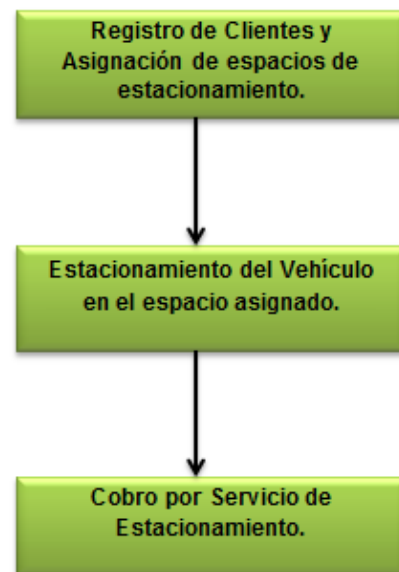 Registro de Clientes y
Asignación de espacios de
estacionamiento.
Estacionamiento del Vehículo
en el espacio asignado.
Cobro por Servicio de
Estacionamiento.